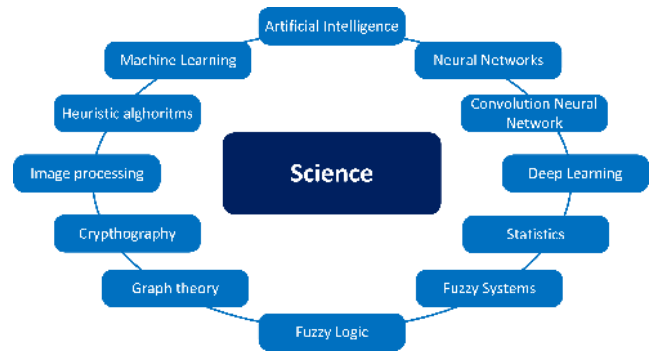 Artificial Intelligence
Machine Learning
Neural Networks
Heuristic alghoritms
Convolution Neural
Network
Image processing
Science
Deep Learning
Crypthography
Statistics
Graph theory
Fuzzy Systems
Fuzzy Logic